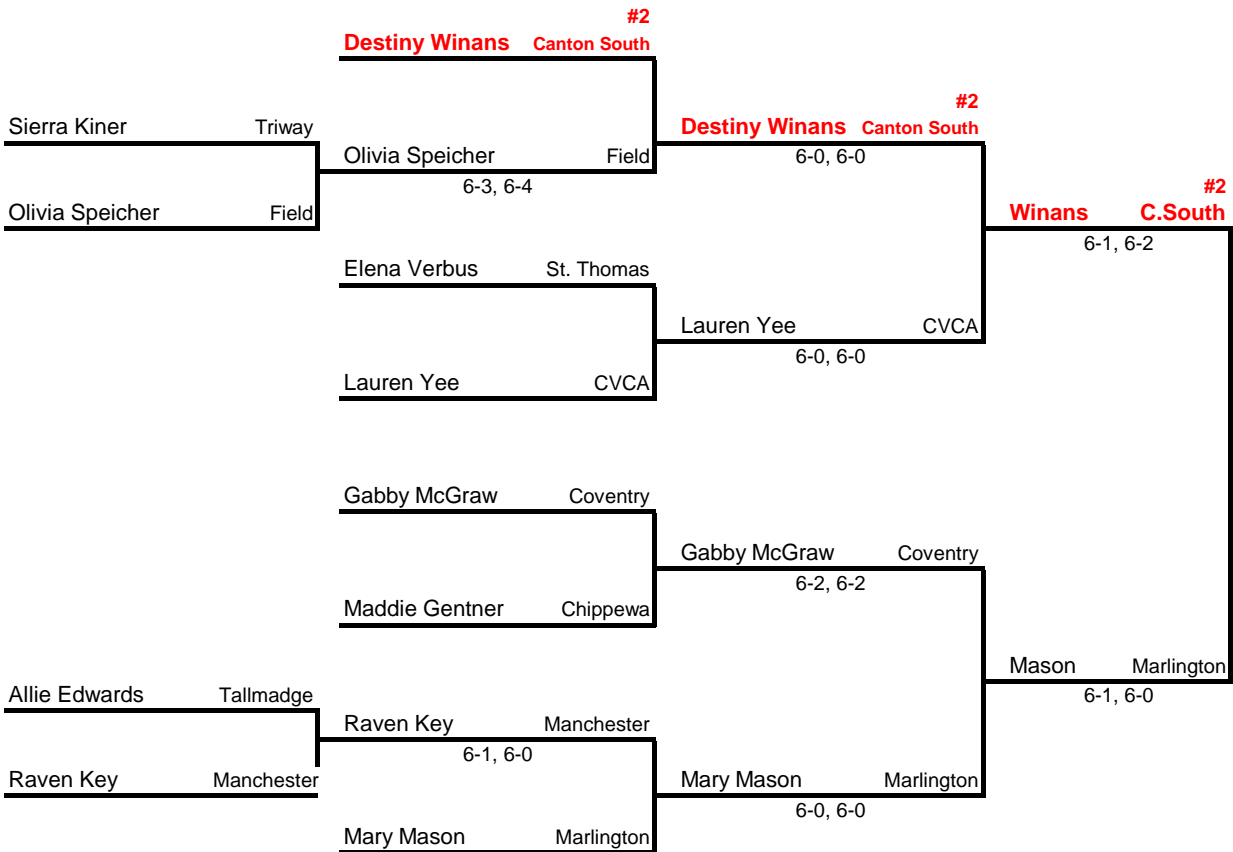 #2
Destiny Winans Canton South
#2
Sierra Kiner Triway
Destiny Winans Canton South
Olivia Speicher Field
6-0, 6-0
6-3, 6-4
#2
Olivia Speicher Field
Winans C.South
6-1, 6-2
Elena Verbus St. Thomas
Lauren Yee CVCA
6-0, 6-0
Lauren Yee CVCA
Gabby McGraw Coventry
Gabby McGraw Coventry
6-2, 6-2
Maddie Gentner Chippewa
Mason Marlington
6-1, 6-0
Allie Edwards Tallmadge
Raven Key Manchester
6-1, 6-0
Raven Key Manchester
Mary Mason Marlington
6-0, 6-0
Mary Mason Marlington